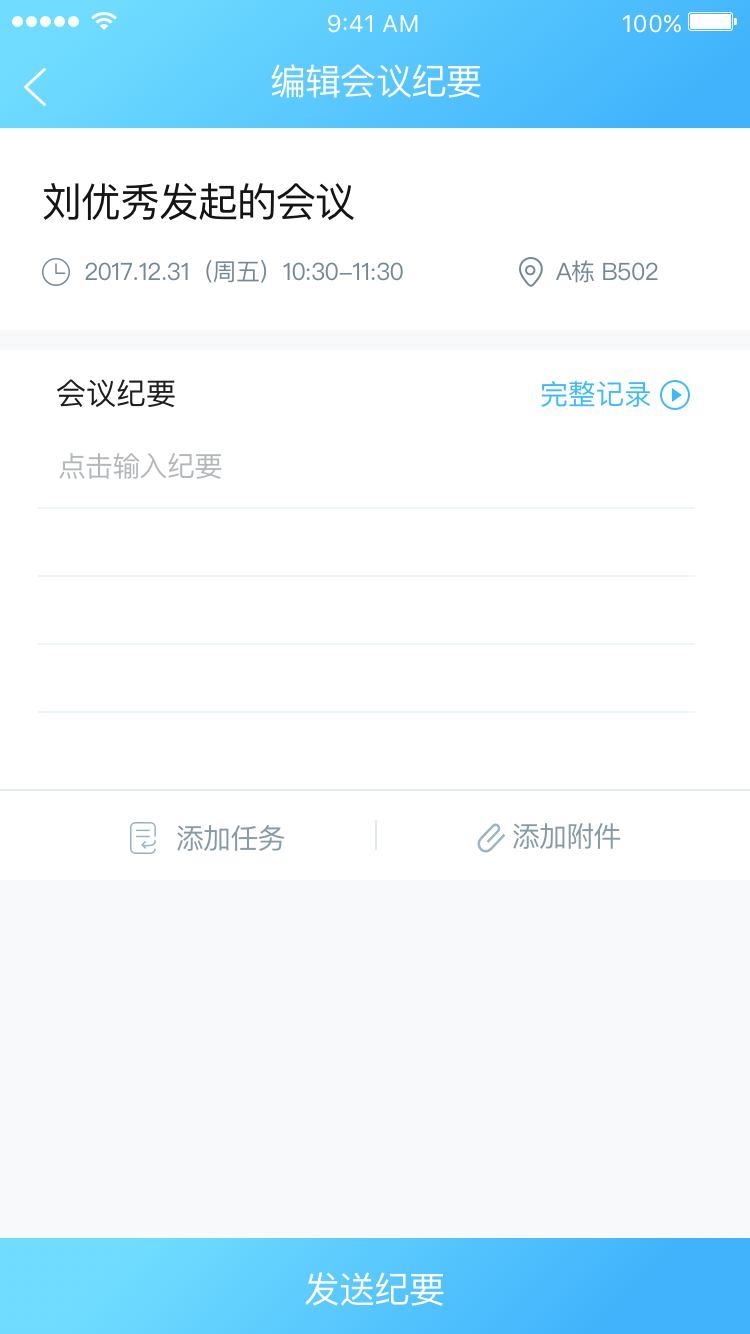 9:41 AM 100%
编辑会议纪要
刘优秀发起的会议
2017.12.31（周五）10:30–11:30 A栋 B502
会议纪要 完整记录
点击输入纪要
添加任务 添加附件
发送纪要